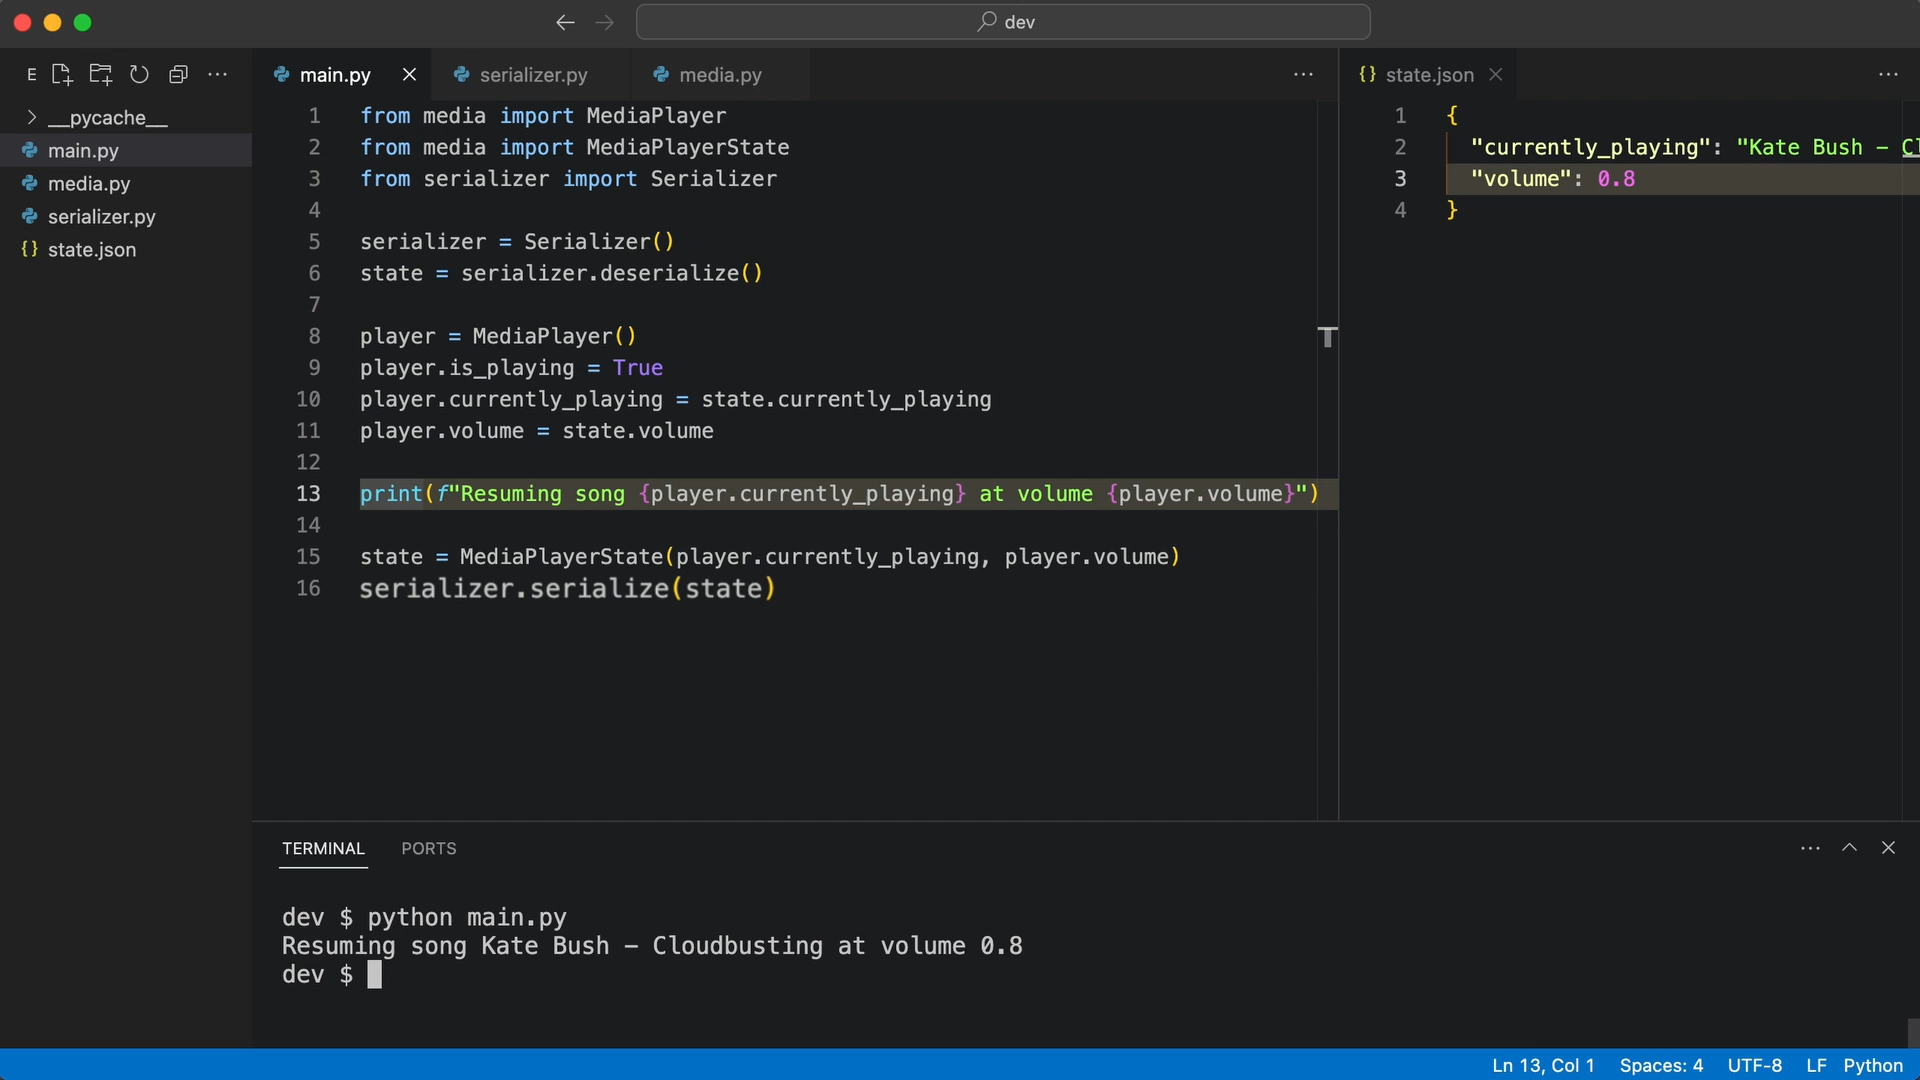 dev
E
main.py
serializer.py
media.py
state.json
__pycache__
main.py
media.py
serializer.py
state.json
1 from media import MediaPlayer
2 from media import MediaPlayerState
3 from serializer import Serializer
4
5 serializer = Serializer()
6 state = serializer.deserialize()
7
8 player = MediaPlayer()
9 player.is_playing = True
10 player.currently_playing = state.currently_playing
11 player.volume = state.volume
12
13 print(f"Resuming song {player.currently_playing} at volume {player.volume}")
14
15 state = MediaPlayerState(player.currently_playing, player.volume)
16 serializer.serialize(state)
1 {
2 "currently_playing": "Kate Bush – Cl
3 "volume": 0.8
4 }
TERMINAL
PORTS
dev $ python main.py
Resuming song Kate Bush – Cloudbusting at volume 0.8
dev $
Ln 13, Col 1 Spaces: 4 UTF-8 LF Python